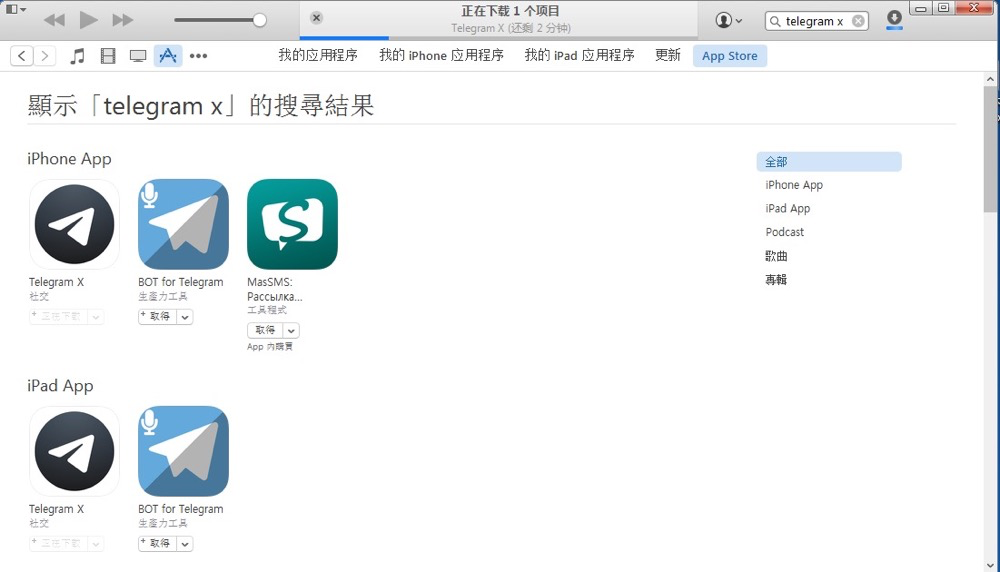 正在下载 1 个项目
Telegram X (还剩 2 分钟)
telegram x
我的应用程序 我的 iPhone 应用程序 我的 iPad 应用程序 更新 App Store
顯示「telegram x」的搜尋結果
iPhone App
Telegram X
社交
正在下載
BOT for Telegram
生產力工具
+ 取得
MasSMS:
Рассылка...
工具程式
取得
App 內購買
iPad App
Telegram X
社交
正在下載
BOT for Telegram
生產力工具
+ 取得
全部
iPhone App
iPad App
Podcast
歌曲
專輯